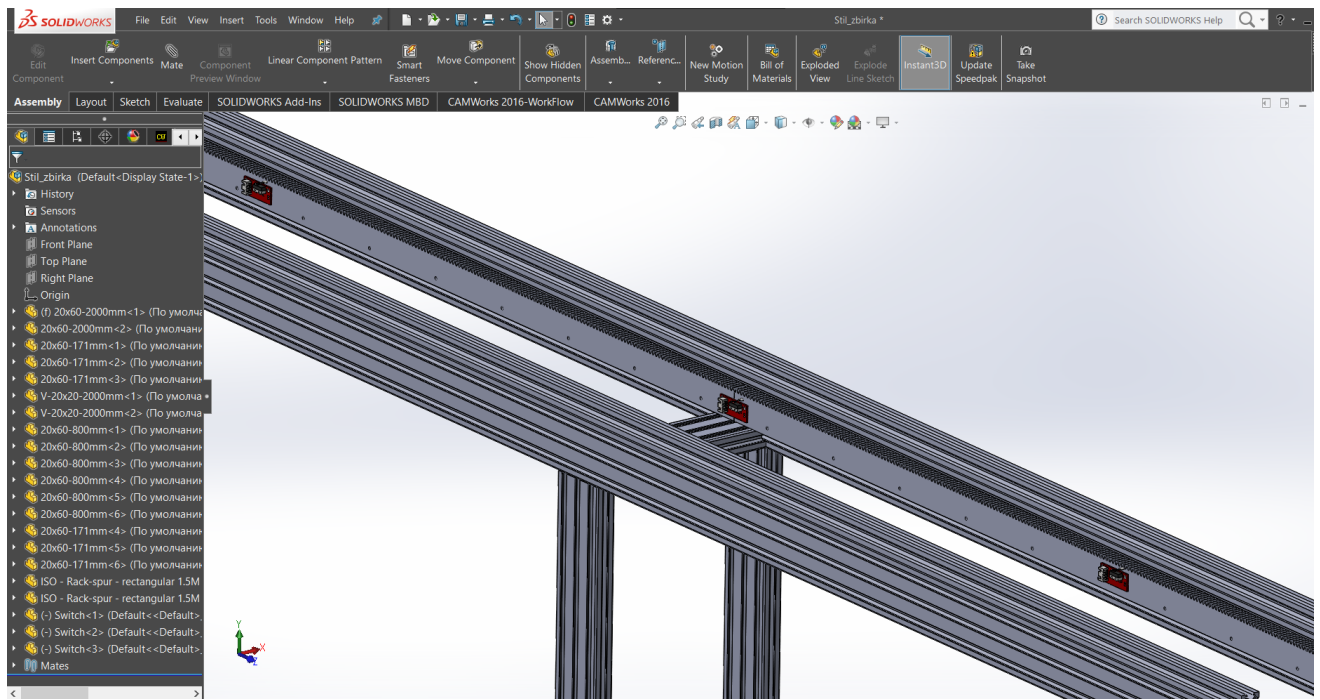 SOLIDWORKS File Edit View Insert Tools Window Help Stil_zbirka * Search SOLIDWORKS Help ?
Edit Component
Insert Components
Mate
Component Preview Window
Linear Component Pattern
Smart Fasteners
Move Component
Show Hidden Components
Assemb...
Referenc...
New Motion Study
Bill of Materials
Exploded View
Explode Line Sketch
Instant3D
Update Speedpak
Take Snapshot
Assembly Layout Sketch Evaluate SOLIDWORKS Add-Ins SOLIDWORKS MBD CAMWorks 2016-WorkFlow CAMWorks 2016
Stil_zbirka (Default<Display State-1>)
History
Sensors
Annotations
Front Plane
Top Plane
Right Plane
Origin
(f) 20x60-2000mm<1> (По умолча
20x60-2000mm<2> (По умолчани
20x60-171mm<1> (По умолчани
20x60-171mm<2> (По умолчани
20x60-171mm<3> (По умолчани
V-20x20-2000mm<1> (По умолча
V-20x20-2000mm<2> (По умолча
20x60-800mm<1> (По умолчани
20x60-800mm<2> (По умолчани
20x60-800mm<3> (По умолчани
20x60-800mm<4> (По умолчани
20x60-800mm<5> (По умолчани
20x60-800mm<6> (По умолчани
20x60-171mm<4> (По умолчани
20x60-171mm<5> (По умолчани
20x60-171mm<6> (По умолчани
ISO - Rack-spur - rectangular 1.5M
ISO - Rack-spur - rectangular 1.5M
(-) Switch<1> (Default<<Default>_
(-) Switch<2> (Default<<Default>_
(-) Switch<3> (Default<<Default>_
Mates
Y
X
Z